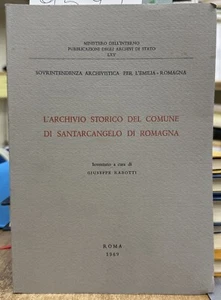 MINISTERO DELL'INTERNO
PUBBLICAZIONI DEGLI ARCHIVI DI STATO
SOVRINTENDENZA ARCHIVISTICA PER L'EMILIA - ROMAGNA
L'ARCHIVIO STORICO DEL COMUNE
DI SANTARCANGELO DI ROMAGNA
Inventario a cura di
GIUSEPPE RABOTTI
ROMA
1969